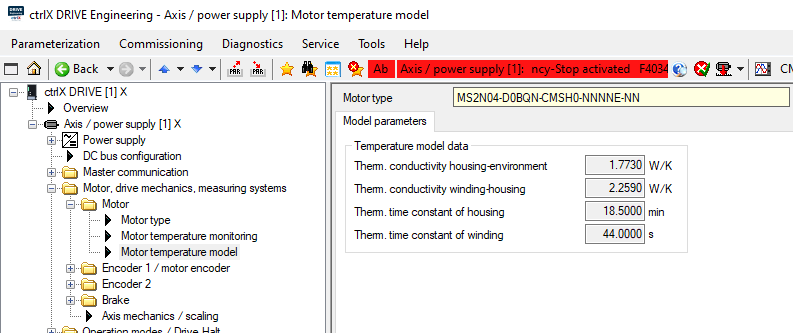 ctrlX DRIVE Engineering - Axis / power supply [1]: Motor temperature model
Parameterization Commissioning Diagnostics Service Tools Help
Back PAR PAR Ab Axis / power supply [1]: ncy-Stop activated F4034 CM
ctrlX DRIVE [1] X
Overview
Axis / power supply [1] X
Power supply
DC bus configuration
Master communication
Motor, drive mechanics, measuring systems
Motor
Motor type
Motor temperature monitoring
Motor temperature model
Encoder 1 / motor encoder
Encoder 2
Brake
Axis mechanics / scaling
Operation modes / Drive-Halt
Motor type MS2N04-D0BQN-CMSH0-NNNNE-NN
Model parameters
Temperature model data
Therm. conductivity housing-environment 1.7730 W/K
Therm. conductivity winding-housing 2.2590 W/K
Therm. time constant of housing 18.5000 min
Therm. time constant of winding 44.0000 s